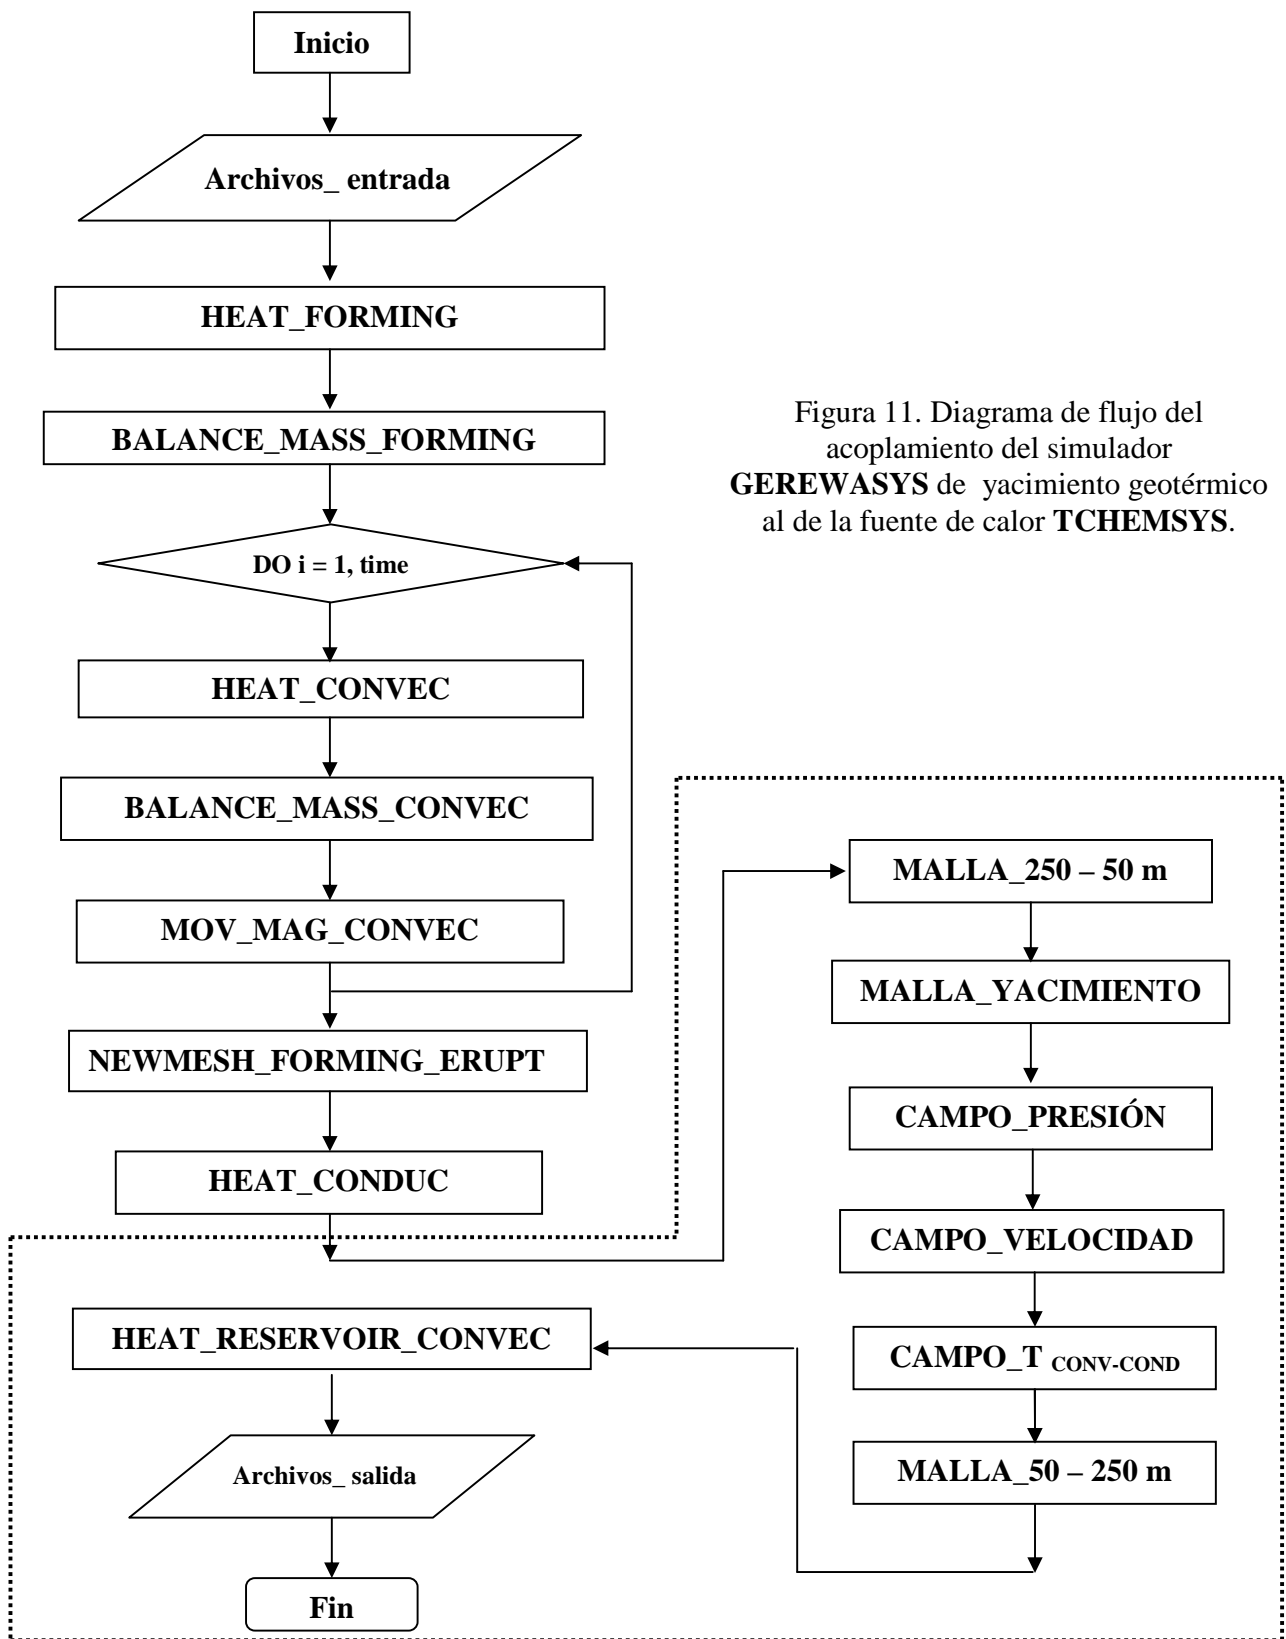 Inicio
Archivos_ entrada
HEAT_FORMING
BALANCE_MASS_FORMING
DO i = 1, time
HEAT_CONVEC
BALANCE_MASS_CONVEC
MOV_MAG_CONVEC
NEWMESH_FORMING_ERUPT
HEAT_CONDUC
Figura 11. Diagrama de flujo del
acoplamiento del simulador
GEREWASYS de yacimiento geotérmico
al de la fuente de calor TCHEMSYS.
MALLA_250 – 50 m
MALLA_YACIMIENTO
CAMPO_PRESIÓN
CAMPO_VELOCIDAD
CAMPO_T CONV-COND
MALLA_50 – 250 m
HEAT_RESERVOIR_CONVEC
Archivos_ salida
Fin